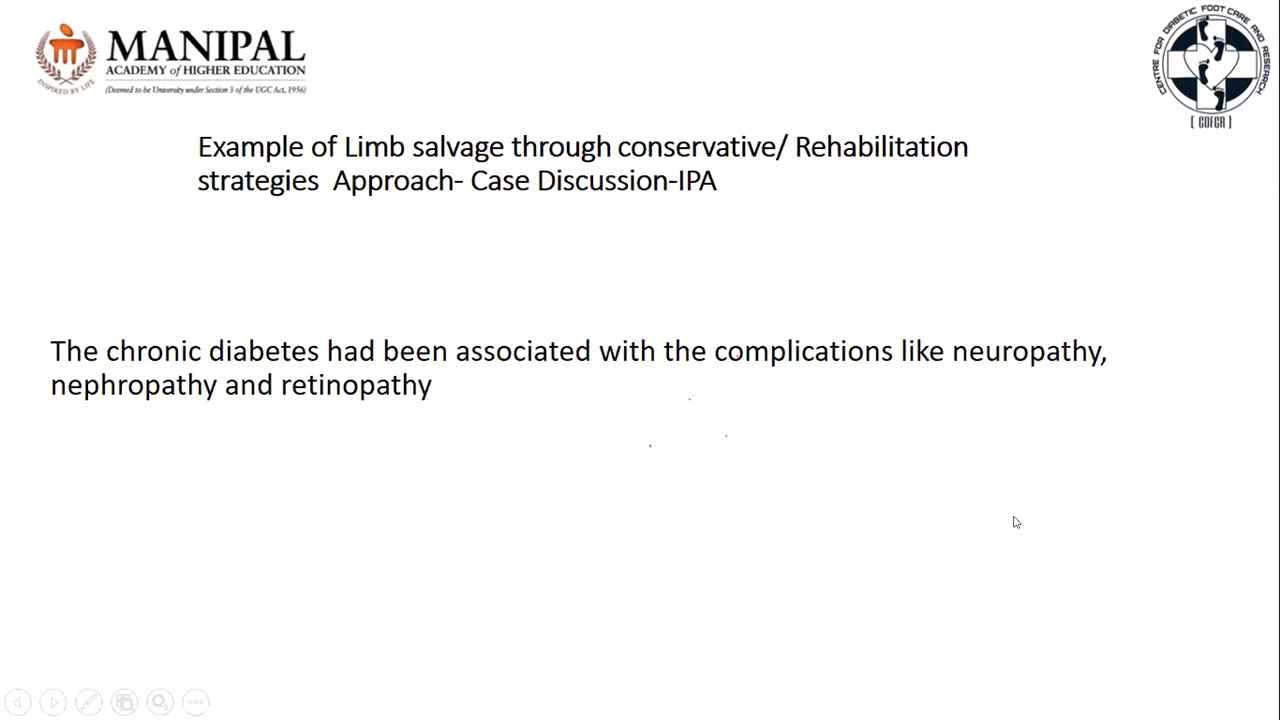 MANIPAL
ACADEMY of HIGHER EDUCATION
(Deemed to be University under Section 3 of the UGC Act, 1956)
INSPIRED BY LIFE
CENTRE FOR DIABETIC FOOT CARE AND RESEARCH
[ CDFCR ]
Example of Limb salvage through conservative/ Rehabilitation
strategies Approach- Case Discussion-IPA
The chronic diabetes had been associated with the complications like neuropathy,
nephropathy and retinopathy